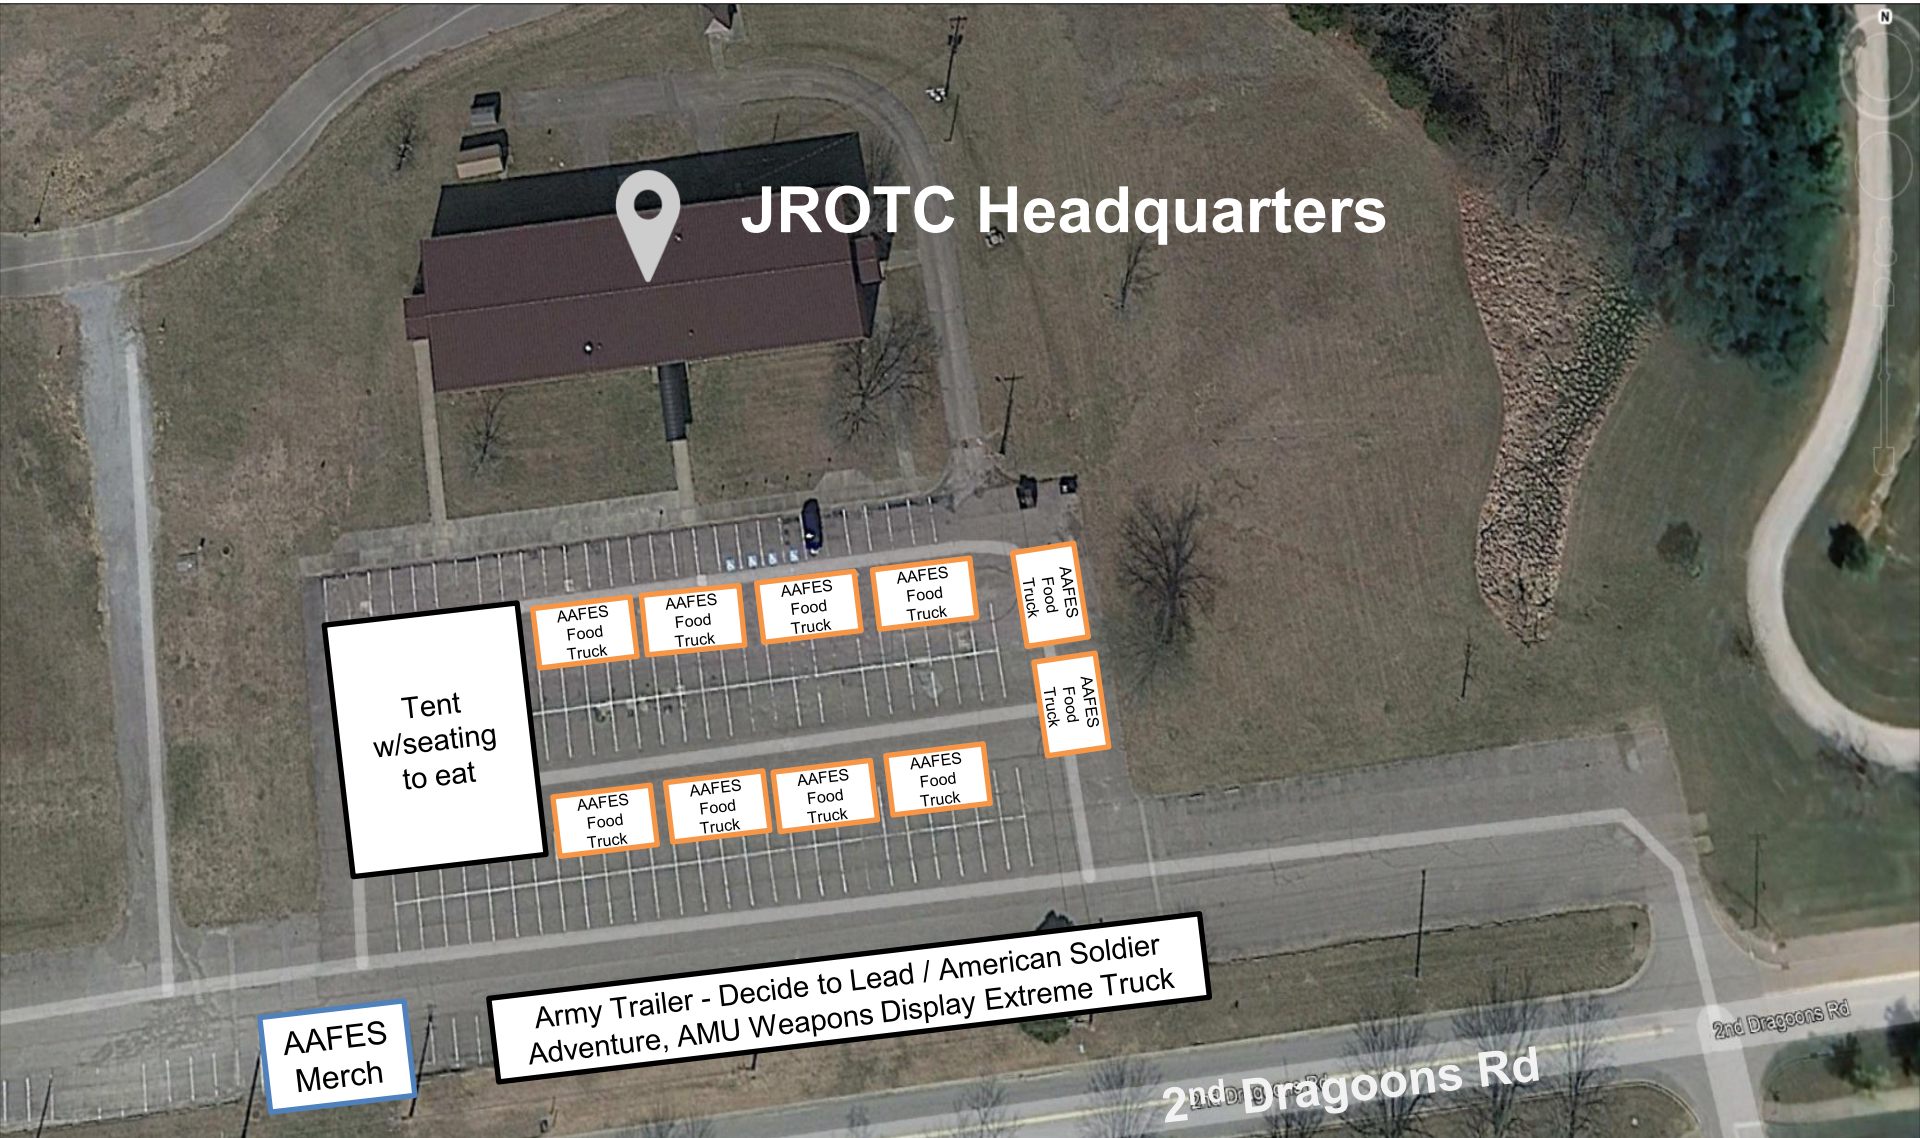 N
JROTC Headquarters
AAFES
Food
Truck
AAFES
Food
Truck
AAFES
Food
Truck
AAFES
Food
Truck
AAFES
Food
Truck
AAFES
Food
Truck
Tent
w/seating
to eat
AAFES
Food
Truck
AAFES
Food
Truck
AAFES
Food
Truck
AAFES
Food
Truck
Army Trailer - Decide to Lead / American Soldier
Adventure, AMU Weapons Display Extreme Truck
AAFES
Merch
2nd Dragoons Rd
2nd Dragoons Rd
2nd Dragoons Rd